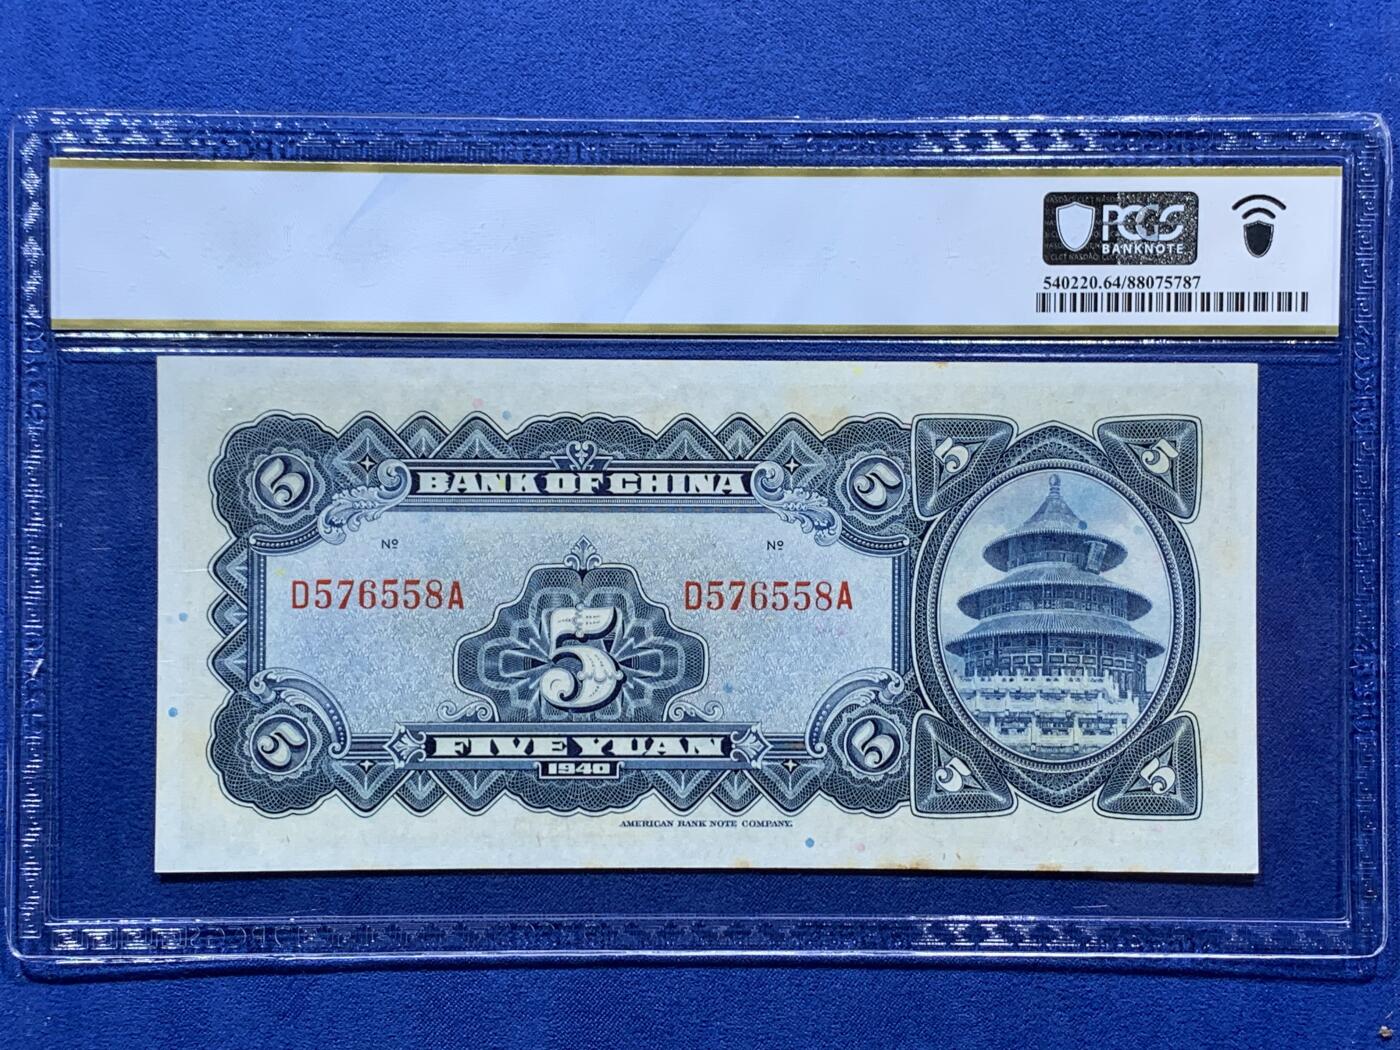 PCGS
BANKNOTE
540220.64/88075787
5 5 5 5
BANK OF CHINA
Nº Nº
D576558A D576558A
5
FIVE YUAN
1940
5 5 5 5
AMERICAN BANK NOTE COMPANY.